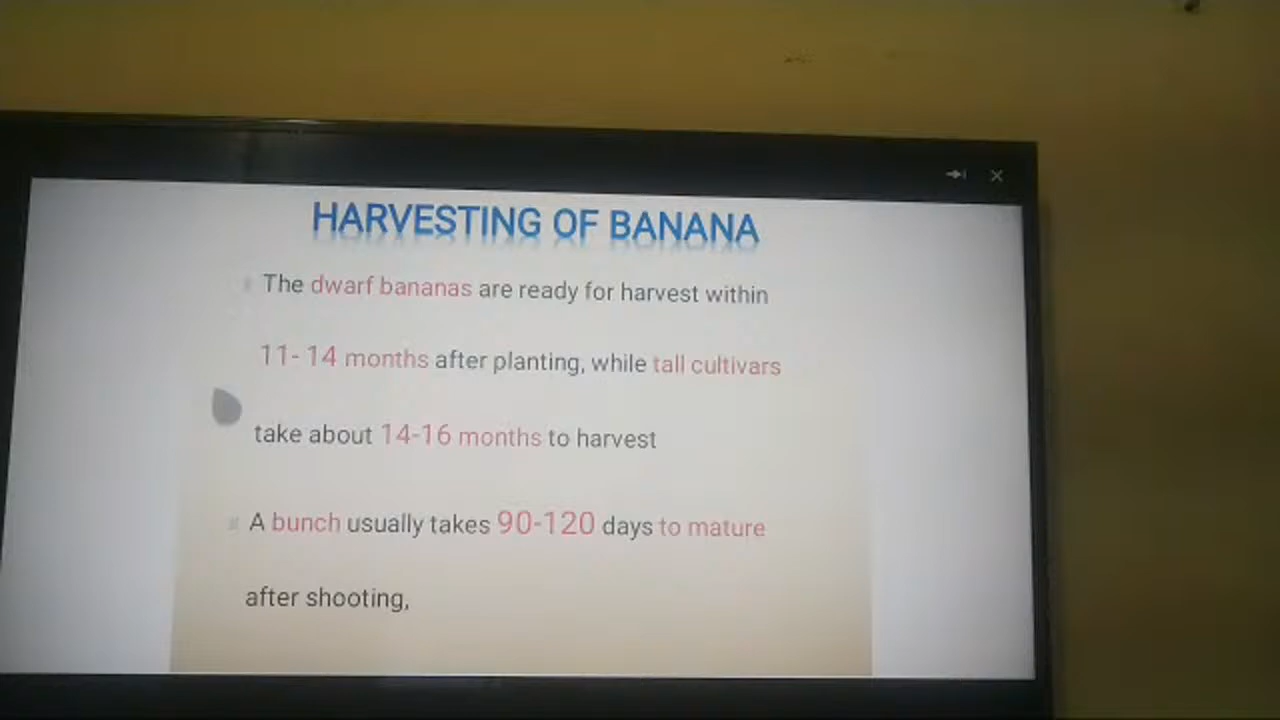 HARVESTING OF BANANA
The dwarf bananas are ready for harvest within
11- 14 months after planting, while tall cultivars
take about 14-16 months to harvest
A bunch usually takes 90-120 days to mature
after shooting,